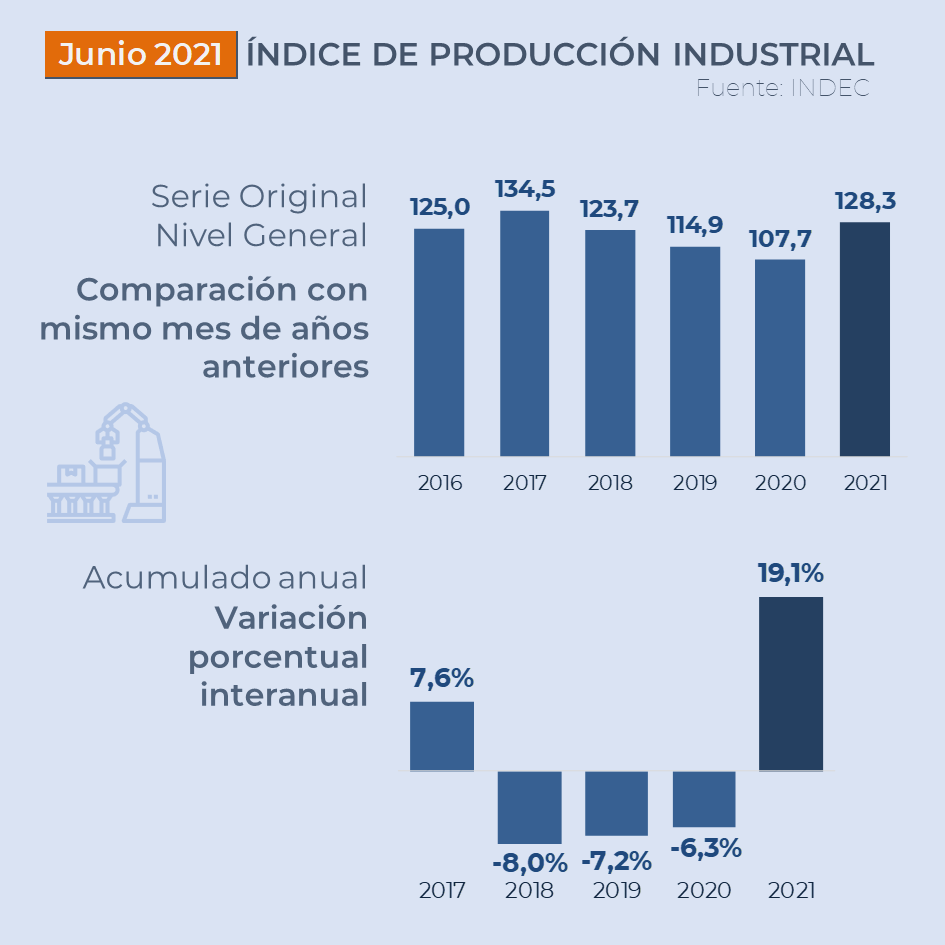 Junio 2021 ÍNDICE DE PRODUCCIÓN INDUSTRIAL
Fuente: INDEC
Serie Original
Nivel General
Comparación con
mismo mes de años
anteriores
125,0 134,5 123,7 114,9 107,7 128,3
2016 2017 2018 2019 2020 2021
Acumulado anual
Variación
porcentual
interanual
7,6% -8,0% -7,2% -6,3% 19,1%
2017 2018 2019 2020 2021